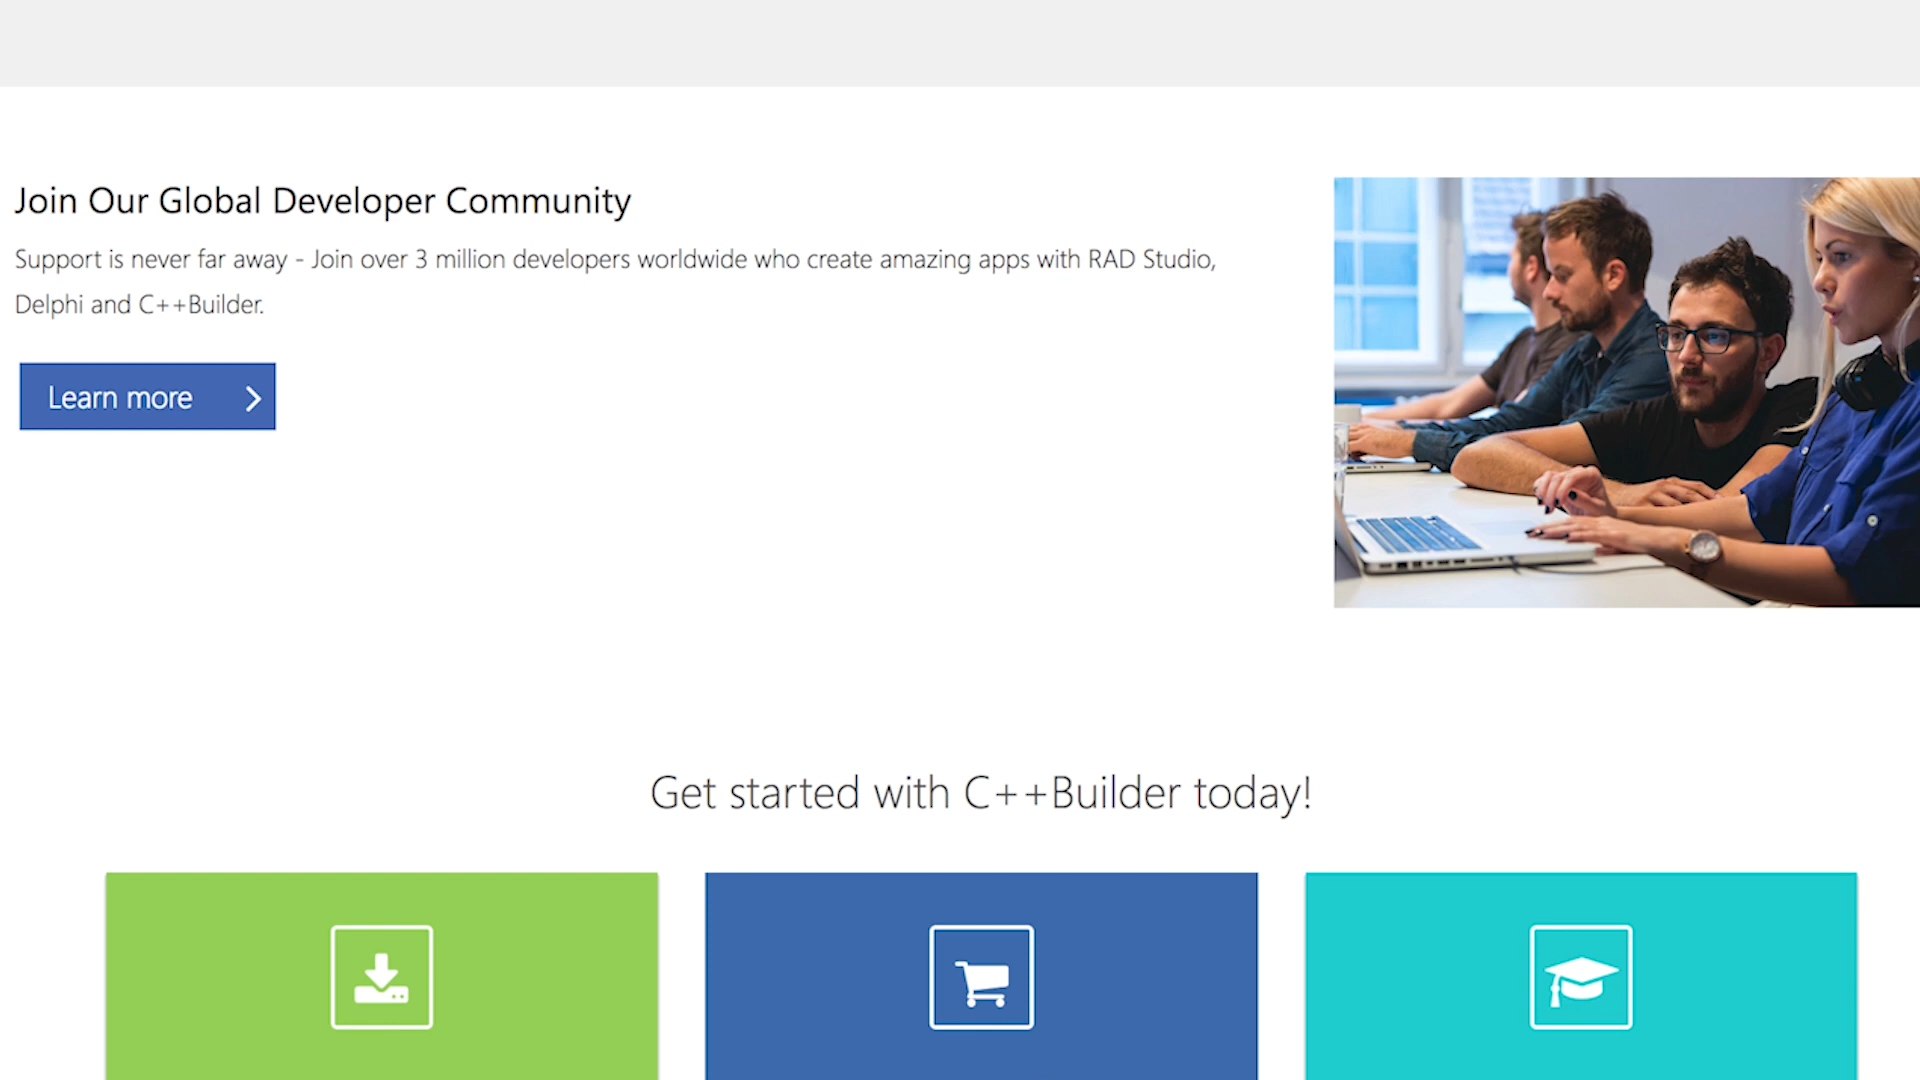 Join Our Global Developer Community
Support is never far away - Join over 3 million developers worldwide who create amazing apps with RAD Studio,
Delphi and C++Builder.
Learn more
Get started with C++Builder today!